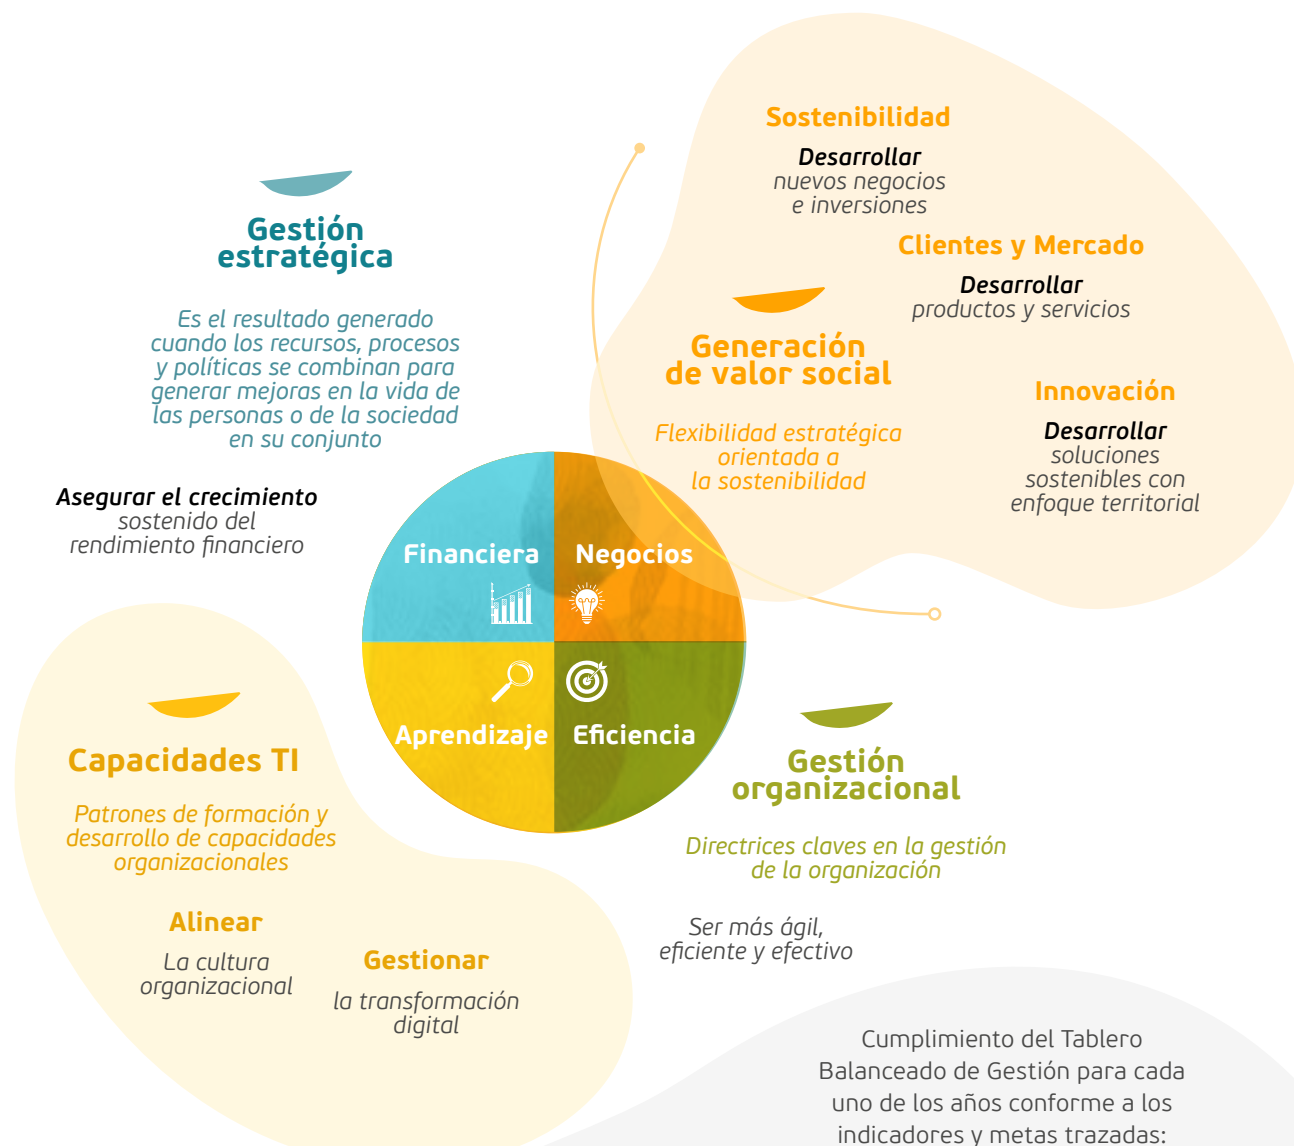 Gestión
estratégica
Es el resultado generado
cuando los recursos, procesos
y políticas se combinan para
generar mejoras en la vida de
las personas o de la sociedad
en su conjunto
Asegurar el crecimiento
sostenido del
rendimiento financiero
Sostenibilidad
Desarrollar
nuevos negocios
e inversiones
Clientes y Mercado
Desarrollar
productos y servicios
Generación
de valor social
Flexibilidad estratégica
orientada a
la sostenibilidad
Innovación
Desarrollar
soluciones
sostenibles con
enfoque territorial
Financiera
Negocios
Aprendizaje
Eficiencia
Capacidades TI
Patrones de formación y
desarrollo de capacidades
organizacionales
Alinear
La cultura
organizacional
Gestionar
la transformación
digital
Gestión
organizacional
Directrices claves en la gestión
de la organización
Ser más ágil,
eficiente y efectivo
Cumplimiento del Tablero
Balanceado de Gestión para cada
uno de los años conforme a los
indicadores y metas trazadas: